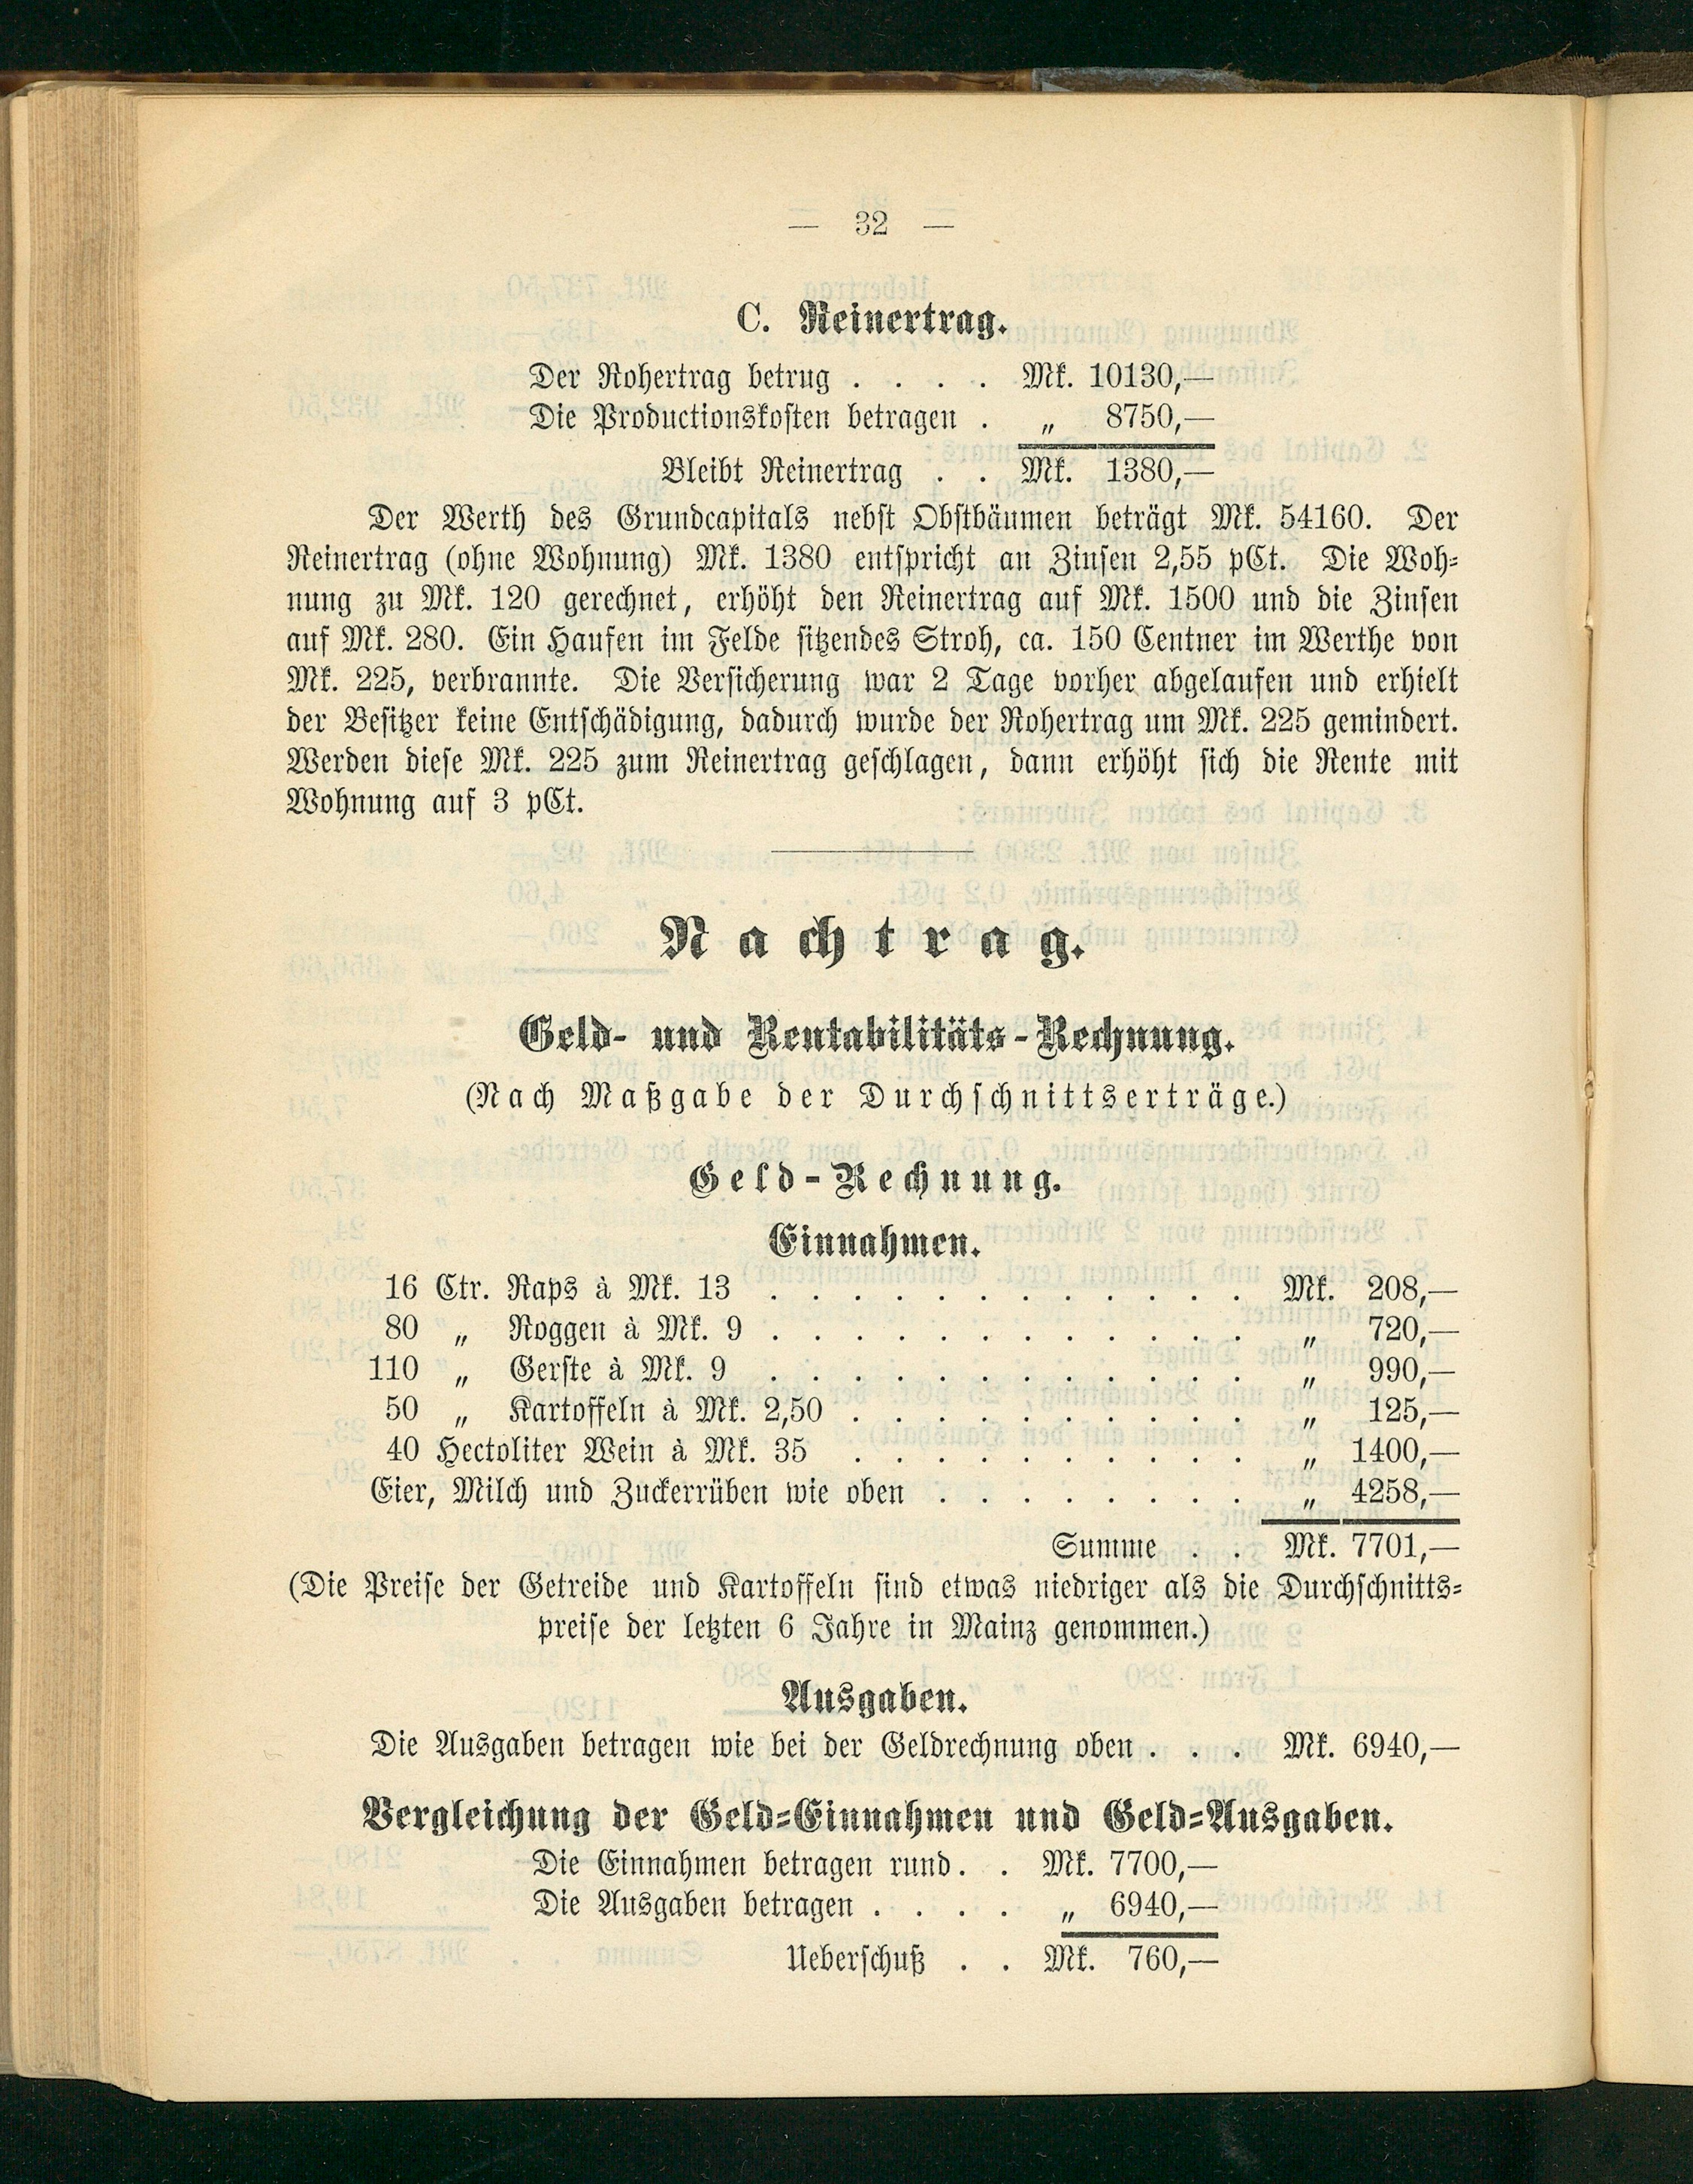 — 32 —
C. Reinertrag.
Der Rohertrag betrug . . . . Mk. 10130,—
Die Productionskosten betragen . „ 8750,—
Bleibt Reinertrag . . Mk. 1380,—
Der Werth des Grundcapitals nebst Obstbäumen beträgt Mk. 54160. Der
Reinertrag (ohne Wohnung) Mk. 1380 entspricht an Zinsen 2,55 pCt. Die Woh-
nung zu Mk. 120 gerechnet, erhöht den Reinertrag auf Mk. 1500 und die Zinsen
auf Mk. 280. Ein Haufen im Felde sitzendes Stroh, ca. 150 Centner im Werthe von
Mk. 225, verbrannte. Die Versicherung war 2 Tage vorher abgelaufen und erhielt
der Besitzer keine Entschädigung, dadurch wurde der Rohertrag um Mk. 225 gemindert.
Werden diese Mk. 225 zum Reinertrag geschlagen, dann erhöht sich die Rente mit
Wohnung auf 3 pCt.
Nachtrag.
Geld- und Rentabilitäts-Rechnung.
(Nach Maßgabe der Durchschnittserträge.)
Geld-Rechnung.
Einnahmen.
16 Ctr. Raps à Mk. 13 . . . . . . . . . . . . Mk. 208,—
80 „ Roggen à Mk. 9 . . . . . . . . . . . . „ 720,—
110 „ Gerste à Mk. 9 . . . . . . . . . . . . „ 990,—
50 „ Kartoffeln à Mk. 2,50 . . . . . . . . . . „ 125,—
40 Hectoliter Wein à Mk. 35 . . . . . . . . . . „ 1400,—
Eier, Milch und Zuckerrüben wie oben . . . . . . . . „ 4258,—
Summe . . Mk. 7701,—
(Die Preise der Getreide und Kartoffeln sind etwas niedriger als die Durchschnitts-
preise der letzten 6 Jahre in Mainz genommen.)
Ausgaben.
Die Ausgaben betragen wie bei der Geldrechnung oben . . . Mk. 6940,—
Vergleichung der Geld-Einnahmen und Geld-Ausgaben.
Die Einnahmen betragen rund . . Mk. 7700,—
Die Ausgaben betragen . . . . „ 6940,—
Ueberschuß . . Mk. 760,—